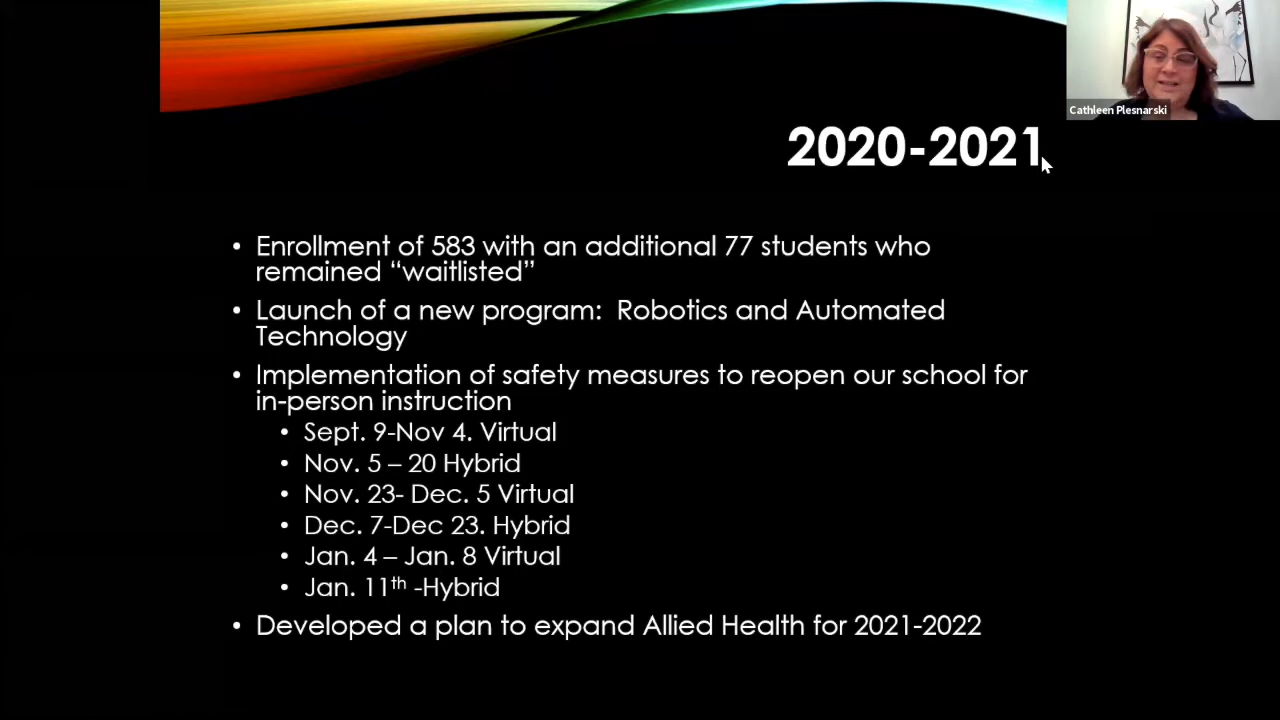 Cathleen Plesnarski
2020-2021
• Enrollment of 583 with an additional 77 students who
remained “waitlisted”
• Launch of a new program:  Robotics and Automated
Technology
• Implementation of safety measures to reopen our school for
in-person instruction
• Sept. 9-Nov 4. Virtual
• Nov. 5 – 20 Hybrid
• Nov. 23- Dec. 5 Virtual
• Dec. 7-Dec 23. Hybrid
• Jan. 4 – Jan. 8 Virtual
• Jan. 11th -Hybrid
• Developed a plan to expand Allied Health for 2021-2022